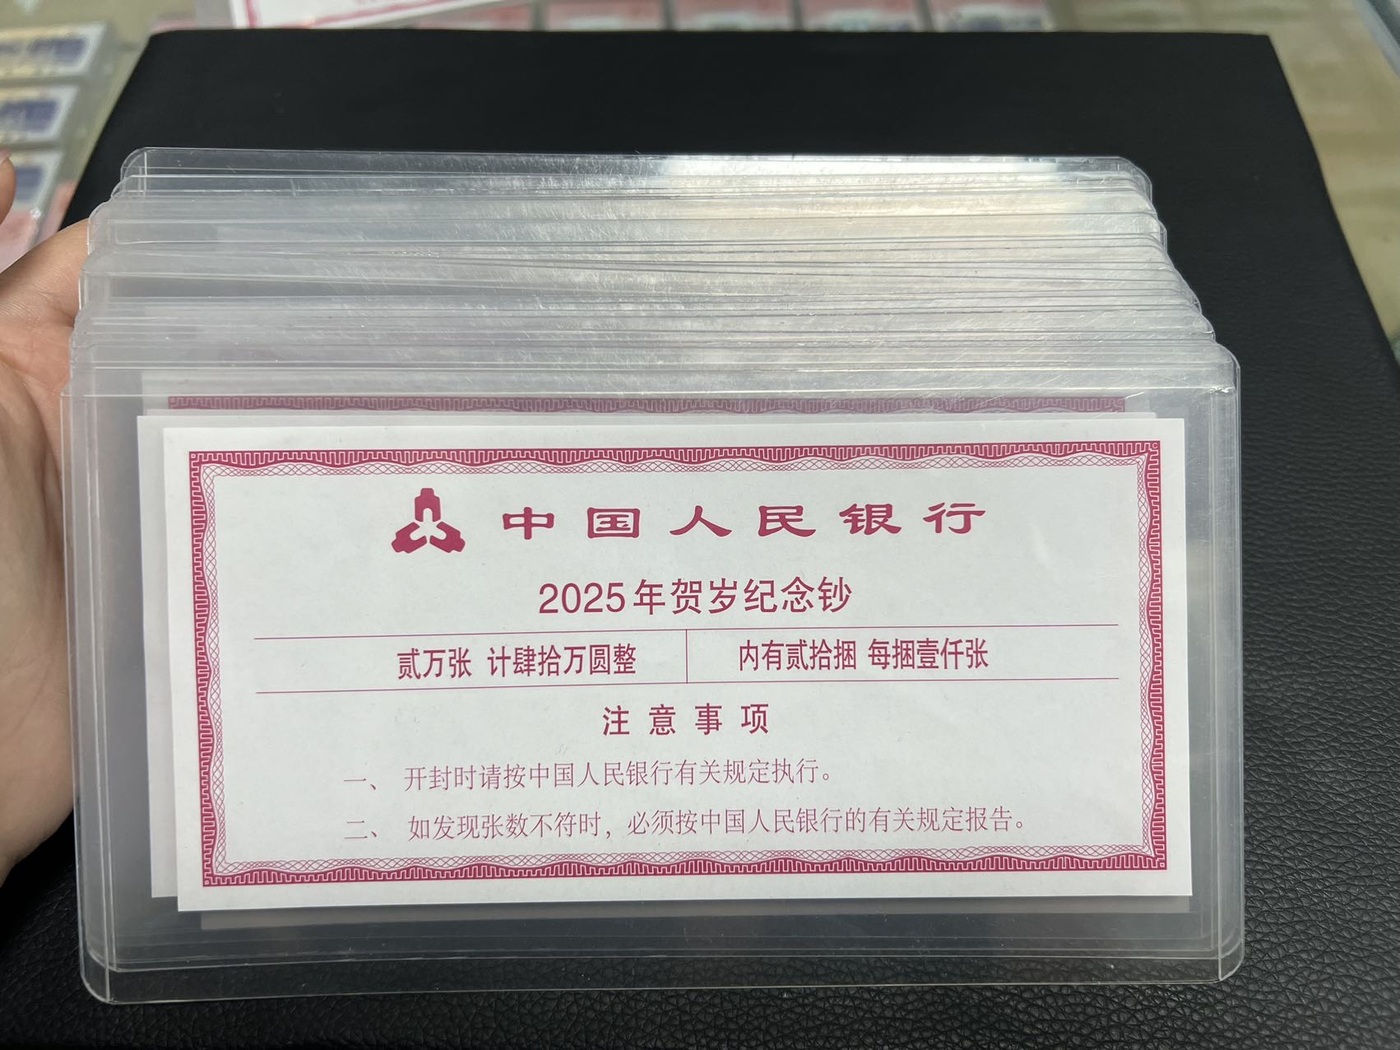 中国人民银行
2025年贺岁纪念钞
贰万张 计肆拾万圆整
内有贰拾捆 每捆壹仟张
注意事项
一、 开封时请按中国人民银行有关规定执行。
二、 如发现张数不符时，必须按中国人民银行的有关规定报告。